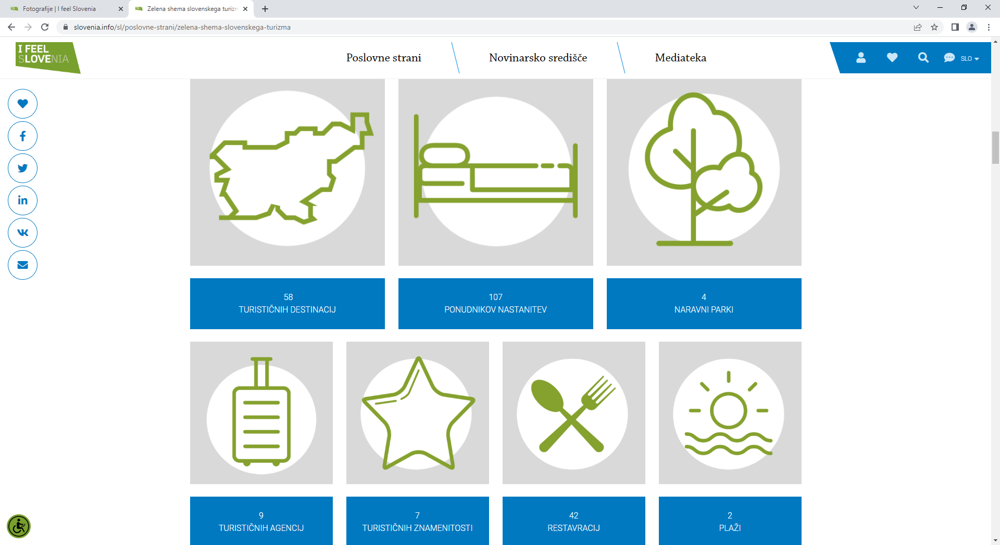 Fotografije | I feel Slovenia
Zelena shema slovenskega turizm
slovenia.info/sl/poslovne-strani/zelena-shema-slovenskega-turizma
I FEEL
SLOVENIA
Poslovne strani
Novinarsko središče
Mediateka
SLO
58
TURISTIČNIH DESTINACIJ
107
PONUDNIKOV NASTANITEV
4
NARAVNI PARKI
9
TURISTIČNIH AGENCIJ
7
TURISTIČNIH ZNAMENITOSTI
42
RESTAVRACIJ
2
PLAŽI